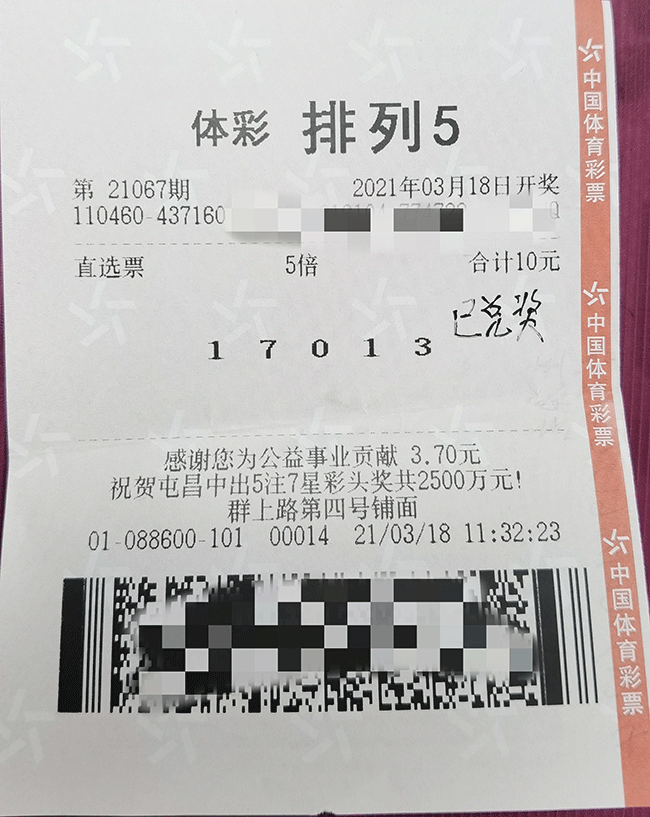 体彩 排列5
第 21067期 2021年03月18日开奖
110460-437160
直选票 5倍 合计10元
已兑奖
1 7 0 1 3
感谢您为公益事业贡献 3.70元
祝贺屯昌中出5注7星彩头奖共2500万元!
群上路第四号铺面
01-088600-101 00014 21/03/18 11:32:23
中国体育彩票
中国体育彩票
中国体育彩票